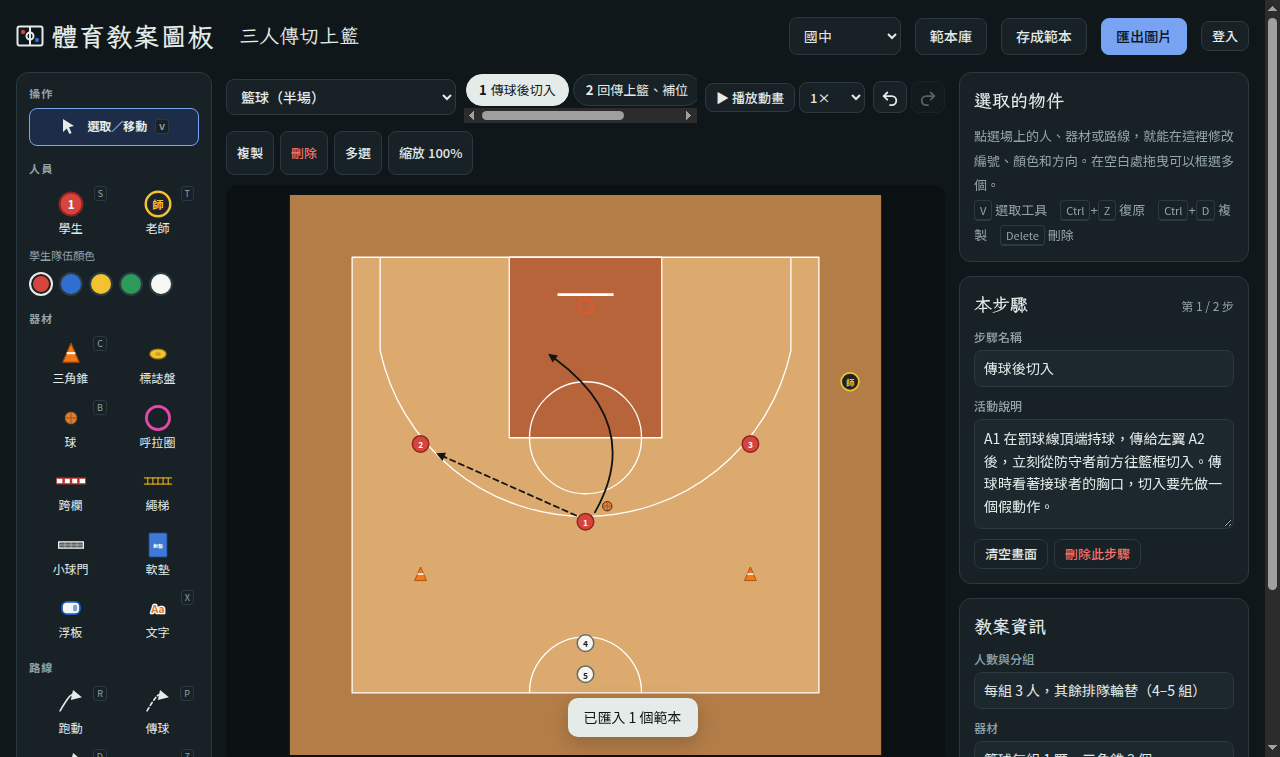 體育教案圖板
三人傳切上籃
國中
範本庫
存成範本
匯出圖片
登入
操作
選取／移動 V
人員
S
T
1
師
學生
老師
學生隊伍顏色
器材
C
三角錐
標誌盤
B
球
呼拉圈
跨欄
繩梯
小球門
軟墊
X
Aa
浮板
文字
路線
R
P
跑動
傳球
D
Z
籃球（半場）
1 傳球後切入
2 回傳上籃、補位
▶ 播放動畫
1×
複製
刪除
多選
縮放 100%
師
2
3
1
4
5
已匯入 1 個範本
選取的物件
點選場上的人、器材或路線，就能在這裡修改
編號、顏色和方向。在空白處拖曳可以框選多
個。
V 選取工具 Ctrl+Z 復原 Ctrl+D 複
製 Delete 刪除
本步驟
第 1 / 2 步
步驟名稱
傳球後切入
活動說明
A1 在罰球線頂端持球，傳給左翼 A2
後，立刻從防守者前方往籃框切入。傳
球時看著接球者的胸口，切入要先做一
個假動作。
清空畫面
刪除此步驟
教案資訊
人數與分組
每組 3 人，其餘排隊輪替（4–5 組）
器材